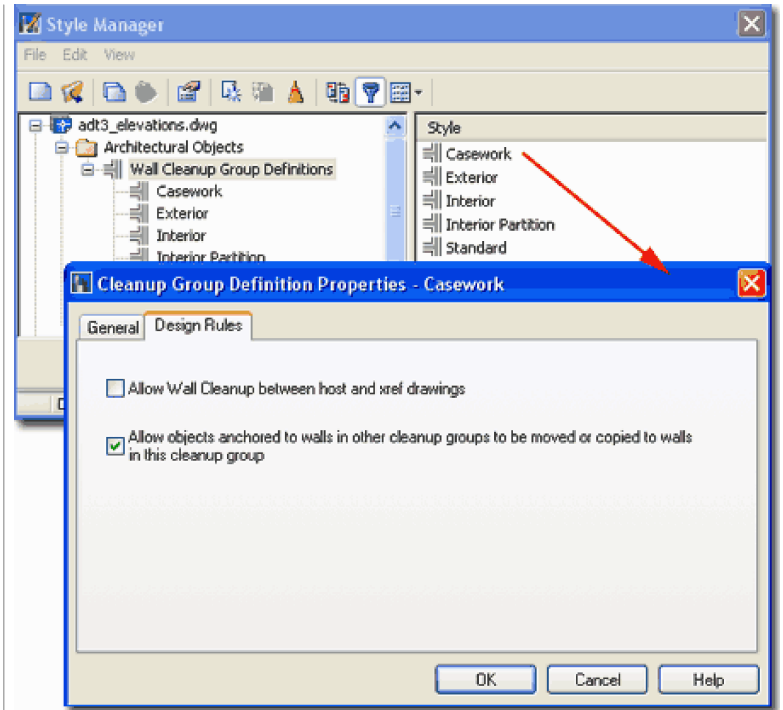 Style Manager
File Edit View
adt3_elevations.dwg
Architectural Objects
Wall Cleanup Group Definitions
Casework
Exterior
Interior
Interior Partition
Style
Casework
Exterior
Interior
Interior Partition
Standard
Cleanup Group Definition Properties - Casework
General Design Rules
Allow Wall Cleanup between host and xref drawings
Allow objects anchored to walls in other cleanup groups to be moved or copied to walls
in this cleanup group
OK Cancel Help